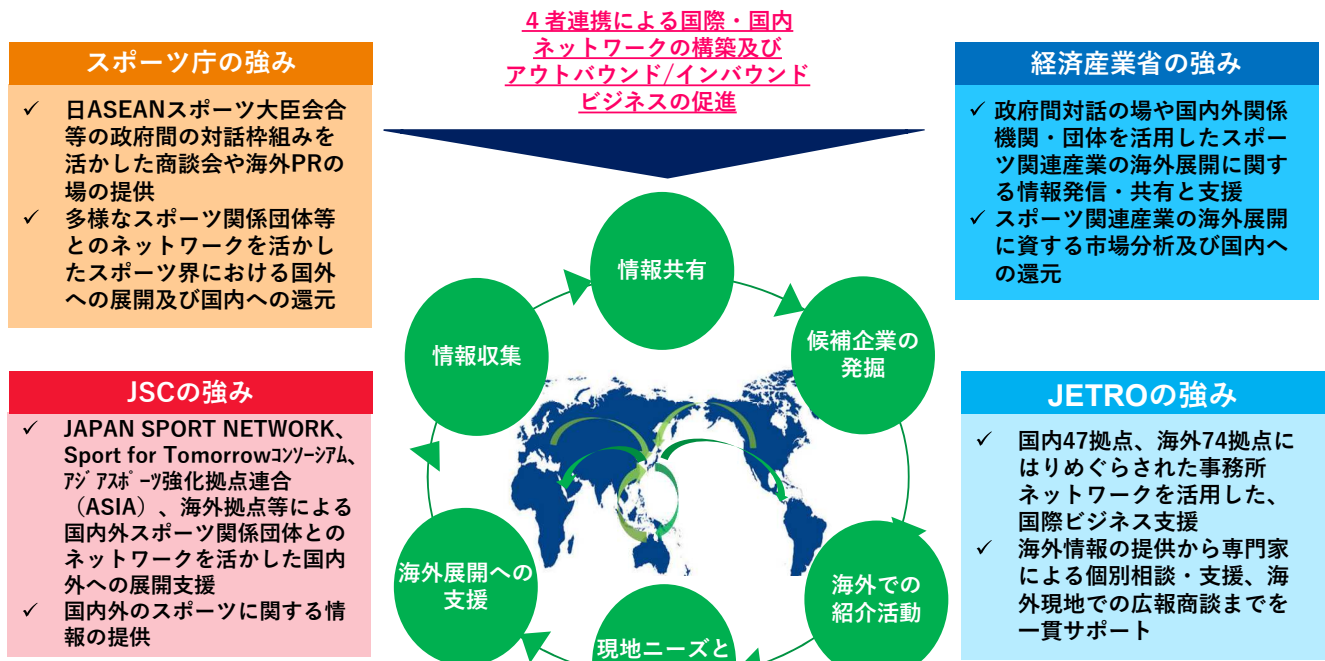 ４者連携による国際・国内
ネットワークの構築及び
アウトバウンド/インバウンド
ビジネスの促進
スポーツ庁の強み
✓ 日ASEANスポーツ大臣会合
等の政府間の対話枠組みを
活かした商談会や海外PRの
場の提供
✓ 多様なスポーツ関係団体等
とのネットワークを活かし
たスポーツ界における国外
への展開及び国内への還元
経済産業省の強み
✓ 政府間対話の場や国内外関係
機関・団体を活用したスポー
ツ関連産業の海外展開に関す
る情報発信・共有と支援
✓ スポーツ関連産業の海外展開
に資する市場分析及び国内へ
の還元
JSCの強み
✓ JAPAN SPORT NETWORK、
Sport for Tomorrowｺﾝｿｰｼｱﾑ、
ｱｼﾞｱｽﾎﾟｰﾂ強化拠点連合
（ASIA）、海外拠点等による
国内外スポーツ関係団体との
ネットワークを活かした国内
外への展開支援
✓ 国内外のスポーツに関する情
報の提供
JETROの強み
✓ 国内47拠点、海外74拠点に
はりめぐらされた事務所
ネットワークを活用した、
国際ビジネス支援
✓ 海外情報の提供から専門家
による個別相談・支援、海
外現地での広報商談までを
一貫サポート
情報共有
候補企業の
発掘
海外での
紹介活動
現地ニーズと
海外展開への
支援
情報収集